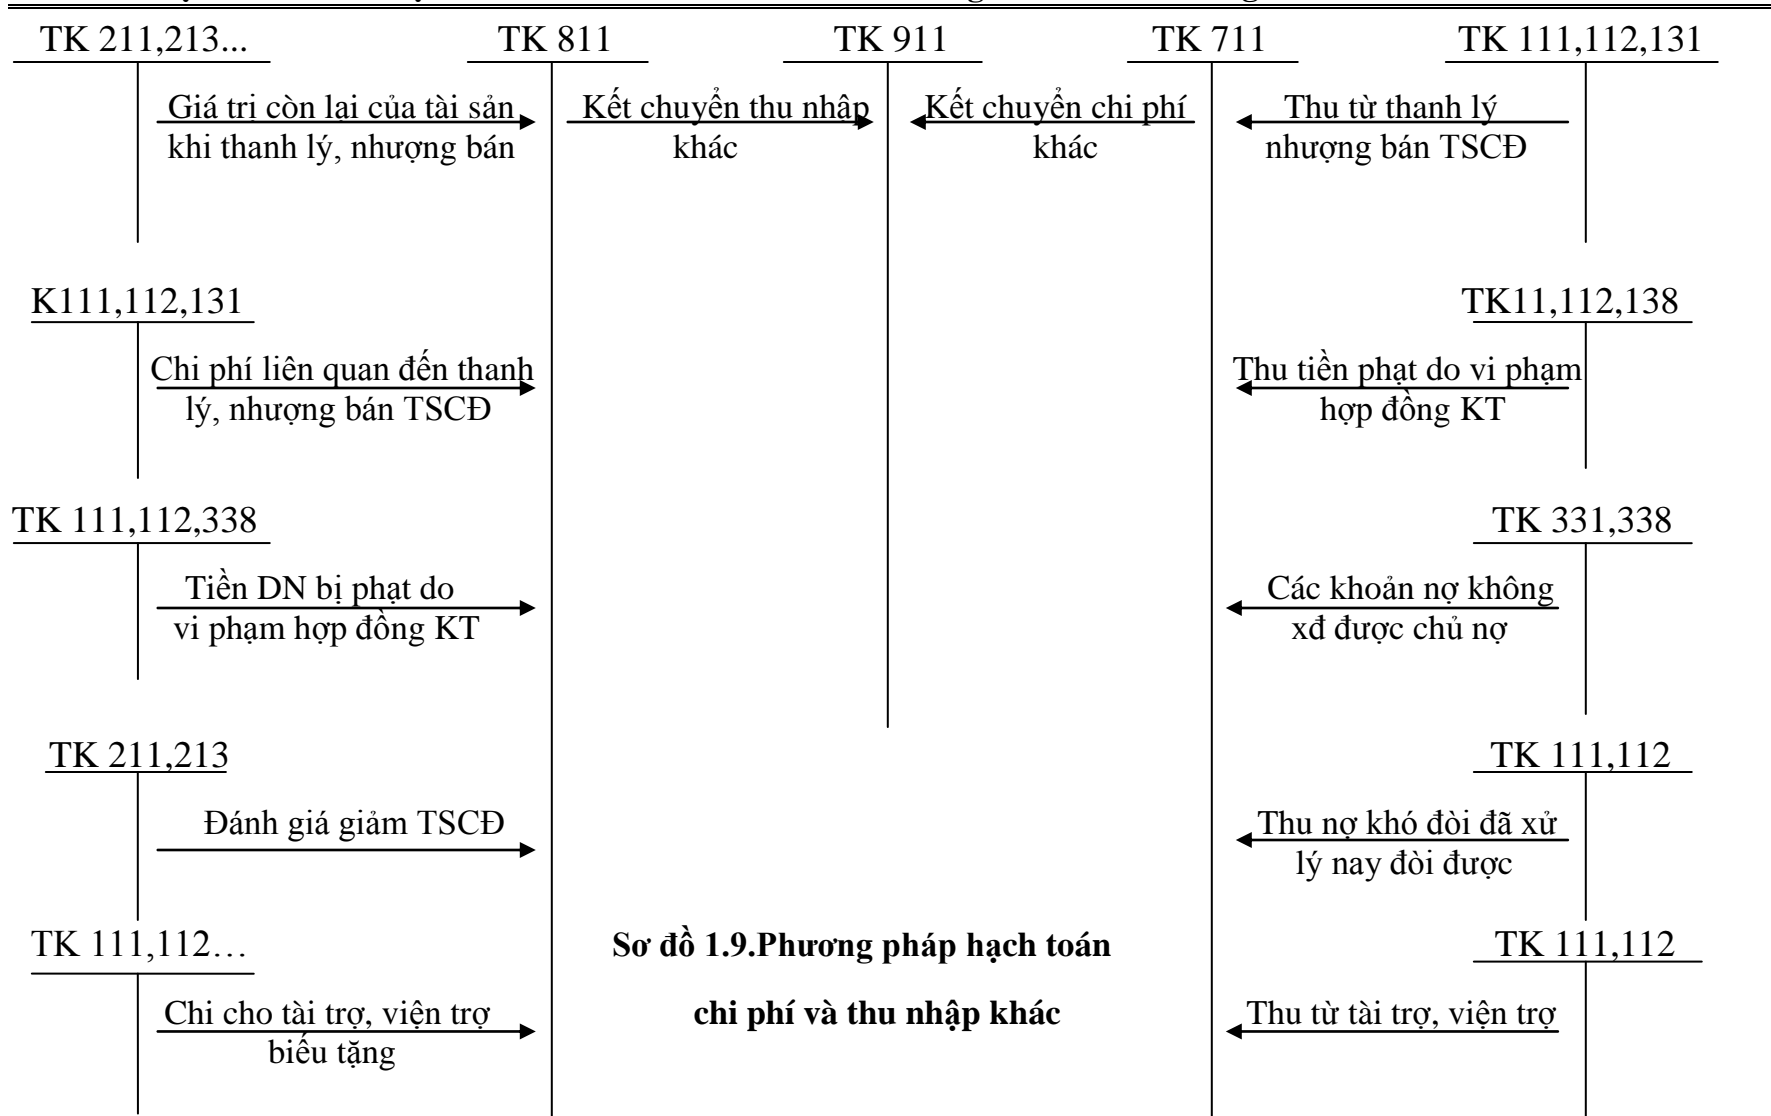 TK 211,213... TK 811 TK 911 TK 711 TK 111,112,131
Giá tri còn lai của tài sản
khi thanh lý, nhượng bán
Kết chuyển thu nhập
khác
Kết chuyển chi phí
khác
Thu từ thanh lý
nhượng bán TSCĐ
K111,112,131
TK11,112,138
Chi phí liên quan đến thanh
lý, nhượng bán TSCĐ
Thu tiền phạt do vi phạm
hợp đồng KT
TK 111,112,338
TK 331,338
Tiền DN bị phạt do
vi phạm hợp đồng KT
Các khoản nợ không
xđ được chủ nợ
TK 211,213
TK 111,112
Đánh giá giảm TSCĐ
Thu nợ khó đòi đã xử
lý nay đòi được
TK 111,112…
Sơ đồ 1.9.Phương pháp hạch toán
chi phí và thu nhập khác
TK 111,112
Chi cho tài trợ, viện trợ
biếu tặng
Thu từ tài trợ, viện trợ